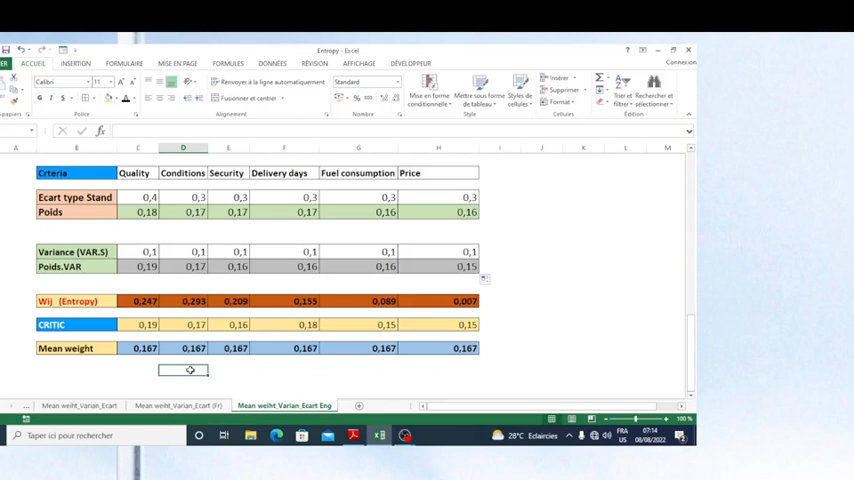 Entropy - Excel
ACCUEIL INSERTION FORMULAIRE MISE EN PAGE FORMULES DONNÉES RÉVISION AFFICHAGE DÉVELOPPEUR
Connexion
Calibri 11
Renvoyer à la ligne automatiquement
Standard
G I S
Fusionner et centrer
% 000
Mise en forme conditionnelle
Mettre sous forme de tableau
Styles de cellules
Insérer
Supprimer
Format
Trier et filtrer
Rechercher et sélectionner
Police Alignement Nombre Style Cellules Édition
A B C D E F G H I J K L M
Crteria Quality Conditions Security Delivery days Fuel consumption Price
Ecart type Stand 0,4 0,3 0,3 0,3 0,3 0,3
Poids 0,18 0,17 0,17 0,17 0,16 0,16
Variance (VAR.S) 0,1 0,1 0,1 0,1 0,1 0,1
Poids.VAR 0,19 0,17 0,16 0,16 0,16 0,15
Wij (Entropy) 0,247 0,293 0,209 0,155 0,089 0,007
CRITIC 0,19 0,17 0,16 0,18 0,15 0,15
Mean weight 0,167 0,167 0,167 0,167 0,167 0,167
... Mean weiht_Varian_Ecart Mean weiht_Varian_Ecart (Fr) Mean weiht_Varian_Ecart Eng
100 %
Taper ici pour rechercher
28°C Eclaircies
FRA
US
07:14
08/08/2022
2